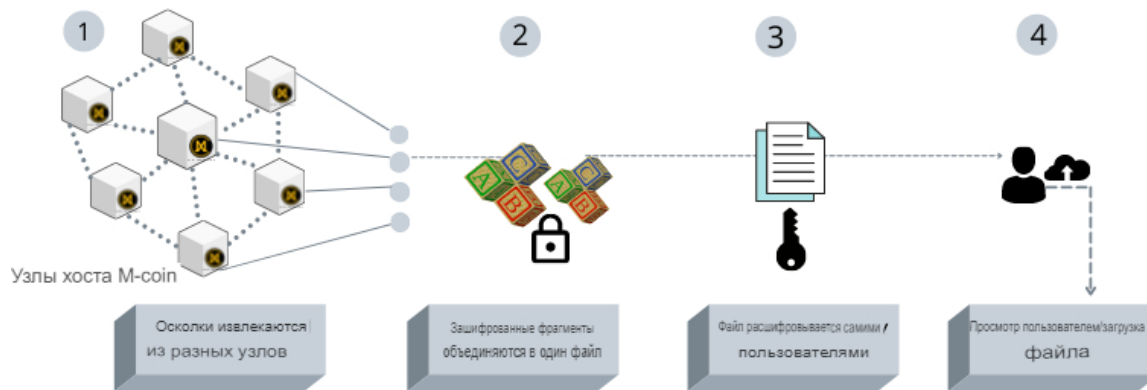 1
2
3
4
A
C
B
A
C
B
Узлы хоста M-coin
Осколки извлекаются
из разных узлов
Зашифрованные фрагменты
объединяются в один файл
Файл расшифровывается самими
пользователями
Просмотр пользователем/загрузка
файла